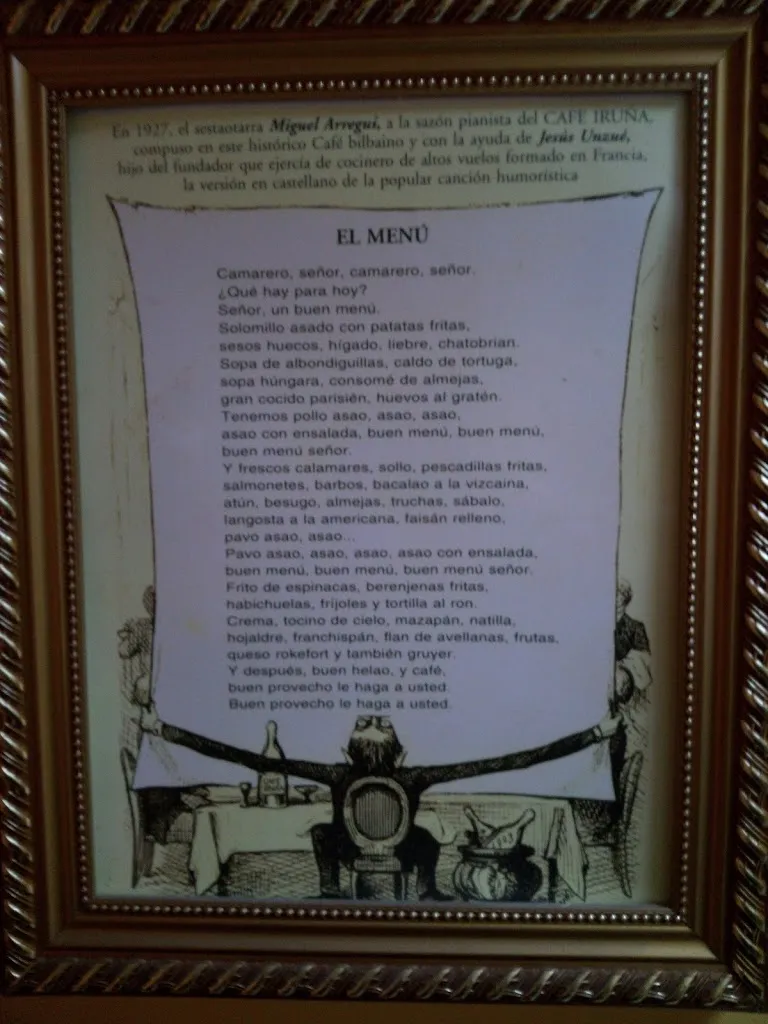 En 1927, el sestaotarra Miguel Arregui, a la sazón pianista del CAFÉ IRUÑA,
compuso en este histórico Café bilbaino y con la ayuda de Jesús Unzué,
hijo del fundador que ejercía de cocinero de altos vuelos formado en Francia,
la versión en castellano de la popular canción humorística
EL MENÚ
Camarero, señor, camarero, señor.
¿Qué hay para hoy?
Señor, un buen menú.
Solomillo asado con patatas fritas,
sesos huecos, hígado, liebre, chatobrian.
Sopa de albondiguillas, caldo de tortuga,
sopa húngara, consomé de almejas,
gran cocido parisién, huevos al gratén.
Tenemos pollo asao, asao, asao,
asao con ensalada, buen menú, buen menú,
buen menú señor.
Y frescos calamares, sollo, pescadillas fritas,
salmonetes, barbos, bacalao a la vizcaina,
atún, besugo, almejas, truchas, sábalo,
langosta a la americana, faisán relleno,
pavo asao, asao...
Pavo asao, asao, asao, asao con ensalada,
buen menú, buen menú, buen menú señor.
Frito de espinacas, berenjenas fritas,
habichuelas, fríjoles y tortilla al ron.
Crema, tocino de cielo, mazapán, natilla,
hojaldre, franchispán, flan de avellanas, frutas,
queso rokefort y también gruyer.
Y después, buen helao, y café,
buen provecho le haga a usted.
Buen provecho le haga a usted.